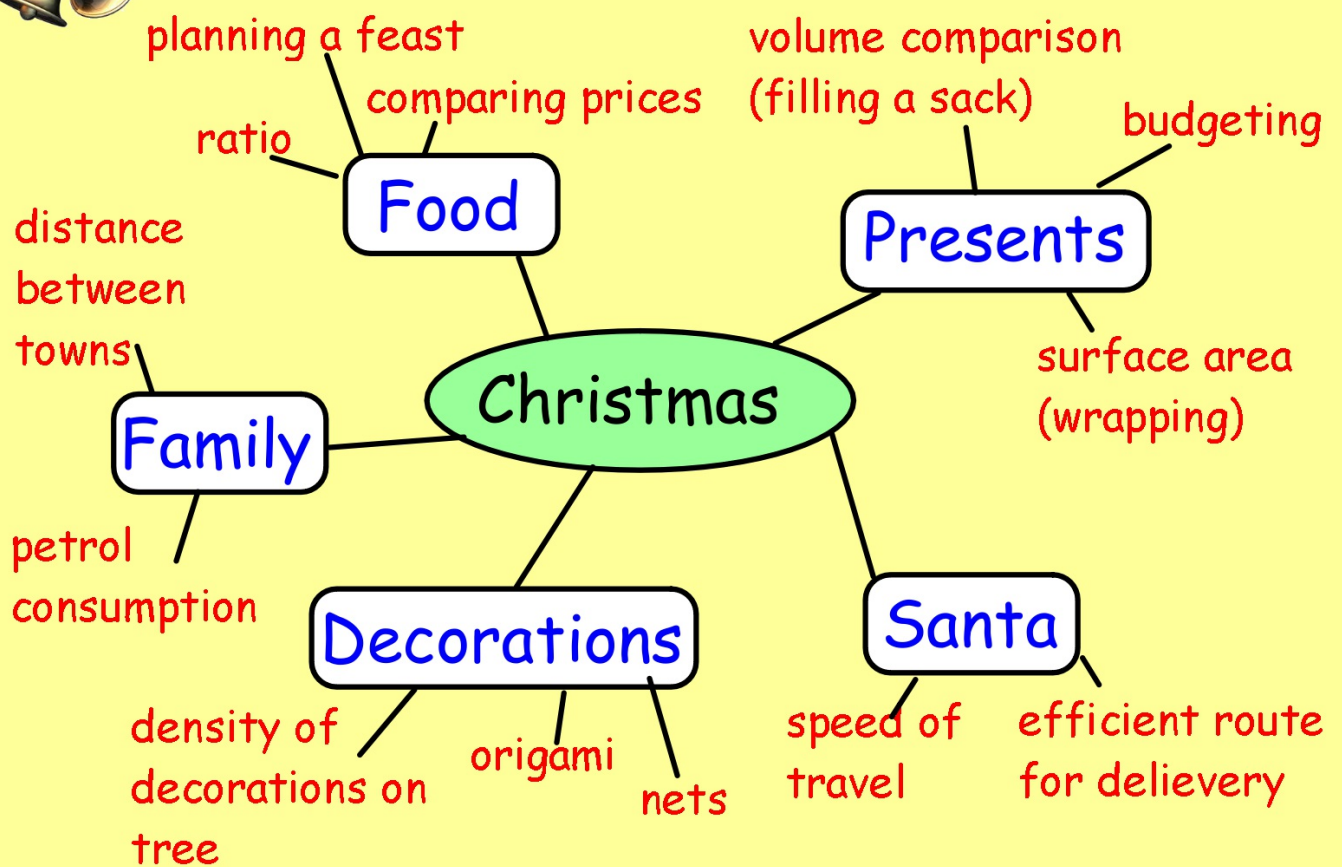 planning a feast
comparing prices
ratio
Food
volume comparison
(filling a sack)
budgeting
Presents
surface area
(wrapping)
distance
between
towns
Family
petrol
consumption
Christmas
Decorations
density of
decorations on
tree
origami
nets
Santa
speed of
travel
efficient route
for delievery